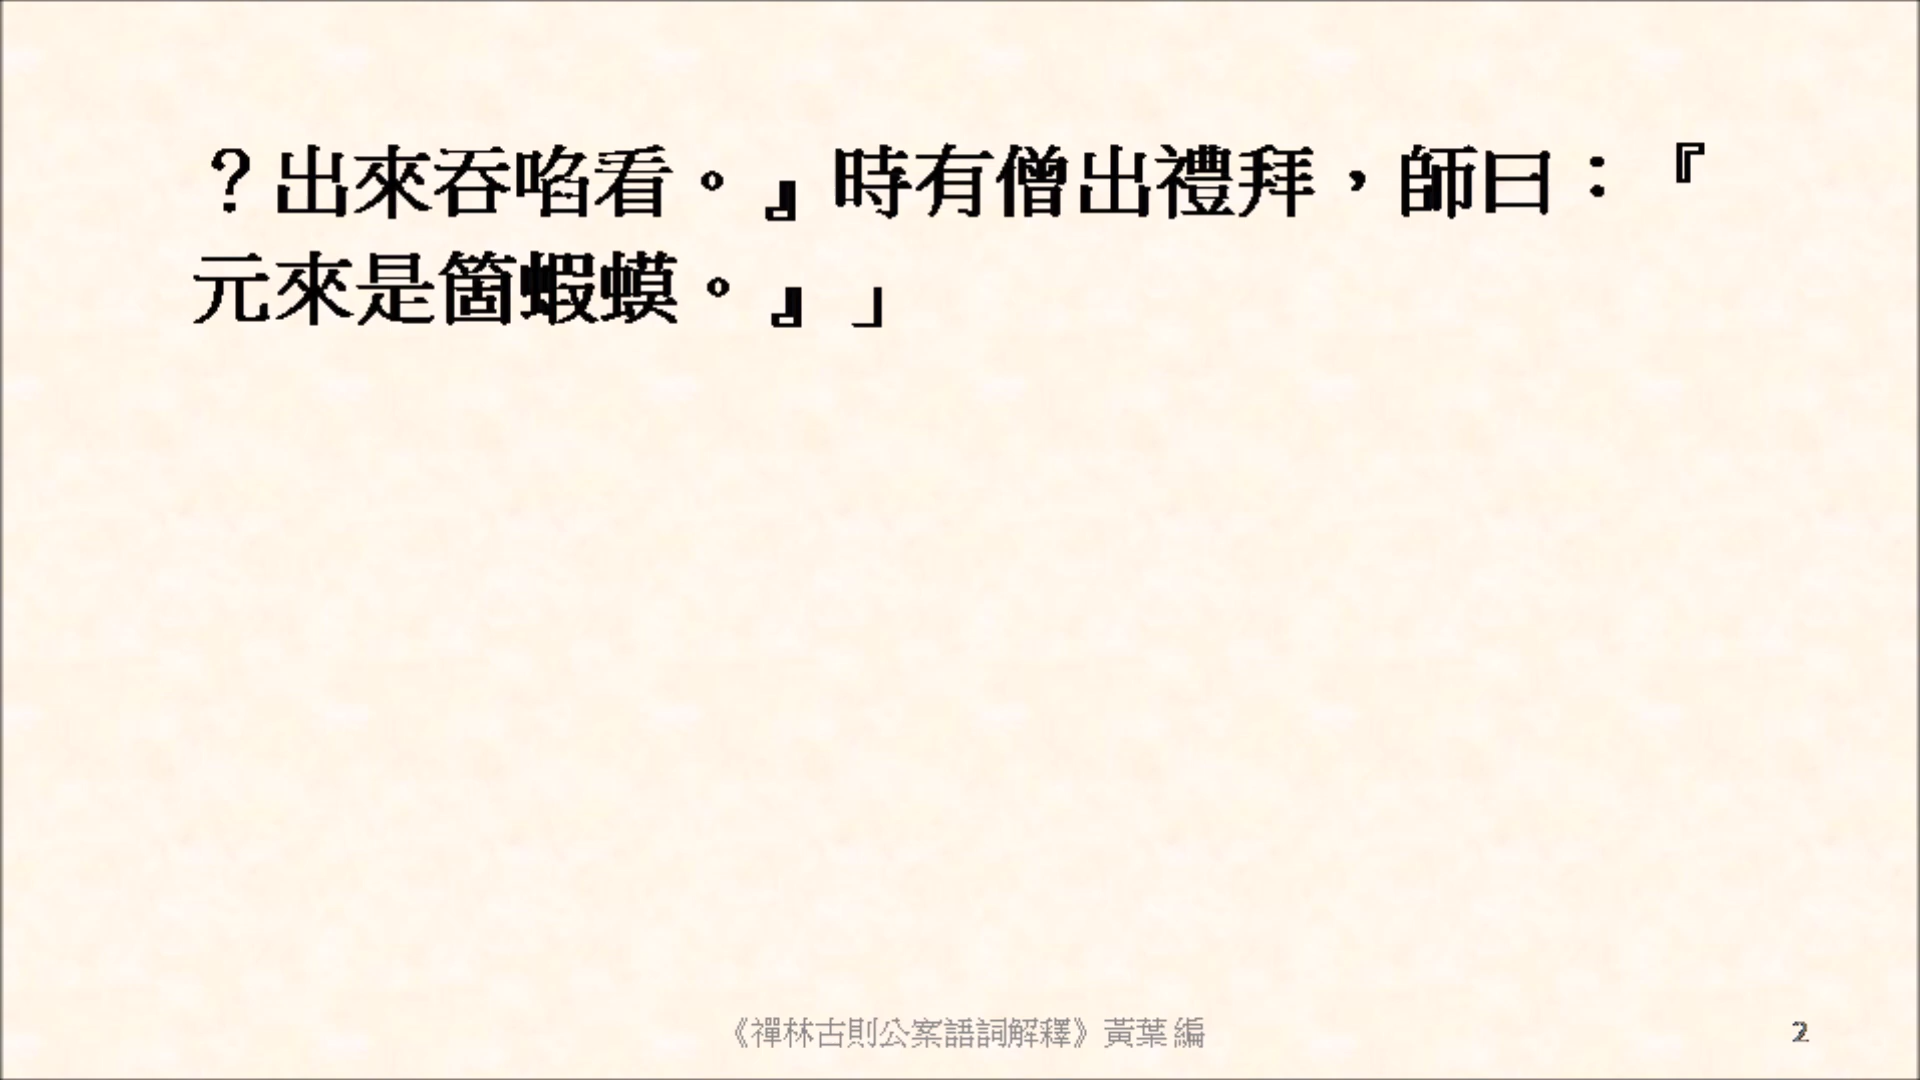 ？出來吞啗看。』時有僧出禮拜，師曰：『
元來是箇蝦蟆。』」
《禪林古則公案語詞解釋》黃葉編
2